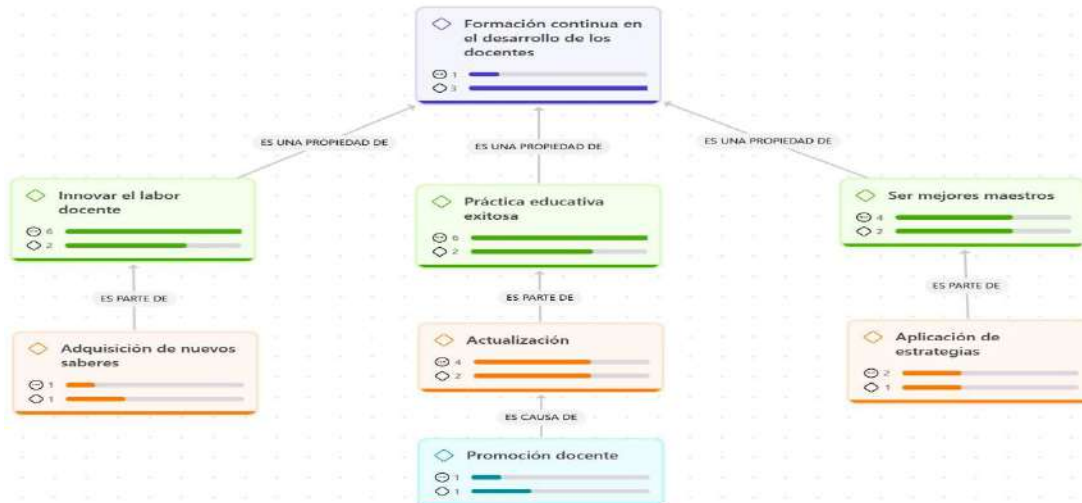 Formación continua en
el desarrollo de los
docentes
1
3
ES UNA PROPIEDAD DE
ES UNA PROPIEDAD DE
ES UNA PROPIEDAD DE
Innovar el labor
docente
6
2
Práctica educativa
exitosa
6
2
Ser mejores maestros
4
2
ES PARTE DE
ES PARTE DE
ES PARTE DE
Adquisición de nuevos
saberes
1
1
Actualización
4
2
Aplicación de
estrategias
2
1
ES CAUSA DE
Promoción docente
1
1